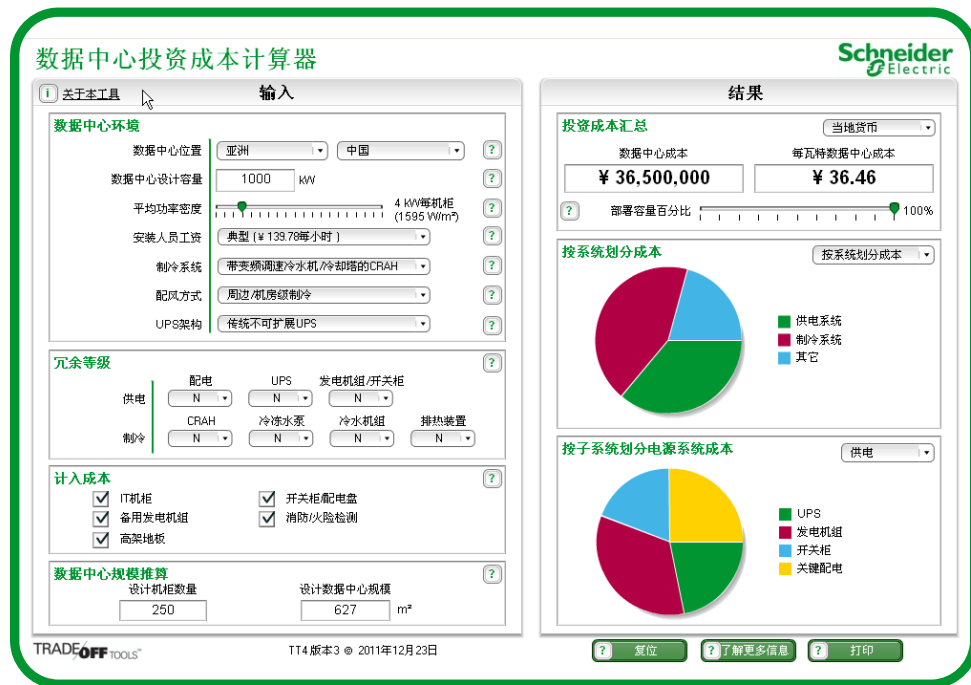 数据中心投资成本计算器
Schneider
Electric
i 关于本工具
输入
数据中心环境
数据中心位置 亚洲 中国 ?
数据中心设计容量 1000 kW ?
平均功率密度 4 kW每机柜 ?
(1595 W/m²)
安装人员工资 典型 (¥ 139.78每小时 ) ?
制冷系统 带变频调速冷水机/冷却塔的CRAH ?
配风方式 周边/机房级制冷 ?
UPS架构 传统不可扩展UPS ?
冗余等级 ?
配电 UPS 发电机组/开关柜
供电 N N N
CRAH 冷冻水泵 冷水机组 排热装置
制冷 N N N N
计入成本 ?
IT机柜 开关柜/配电盘
备用发电机组 消防/火险检测
高架地板
数据中心规模推算 ?
设计机柜数量 设计数据中心规模
250 627 m²
结果
投资成本汇总 当地货币
数据中心成本 每瓦特数据中心成本
¥ 36,500,000 ¥ 36.46
? 部署容量百分比 100%
按系统划分成本 按系统划分成本
供电系统
制冷系统
其它
按子系统划分电源系统成本 供电
UPS
发电机组
开关柜
关键配电
TRADE OFF TOOLS™
TT4 版本3 © 2011年12月23日
? 复位 ? 了解更多信息 ? 打印